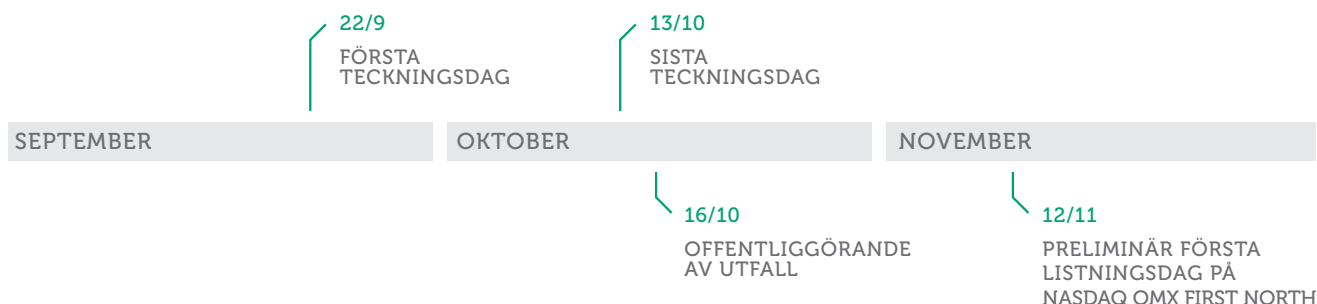 22/9
FÖRSTA
TECKNINGSDAG
13/10
SISTA
TECKNINGSDAG
SEPTEMBER
OKTOBER
NOVEMBER
16/10
OFFENTLIGGÖRANDE
AV UTFALL
12/11
PRELIMINÄR FÖRSTA
LISTNINGSDAG PÅ
NASDAQ OMX FIRST NORTH